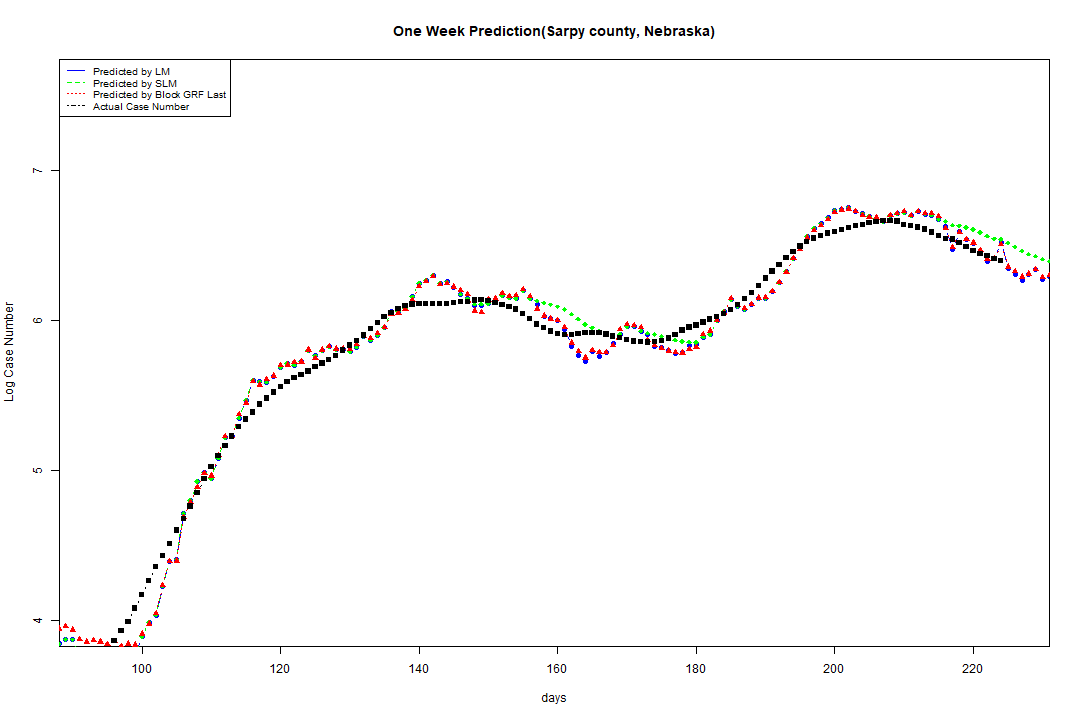 One Week Prediction(Sarpy county, Nebraska)
Predicted by LM
Predicted by SLM
Predicted by Block GRF Last
Actual Case Number
7
6
5
4
Log Case Number
100 120 140 160 180 200 220
days